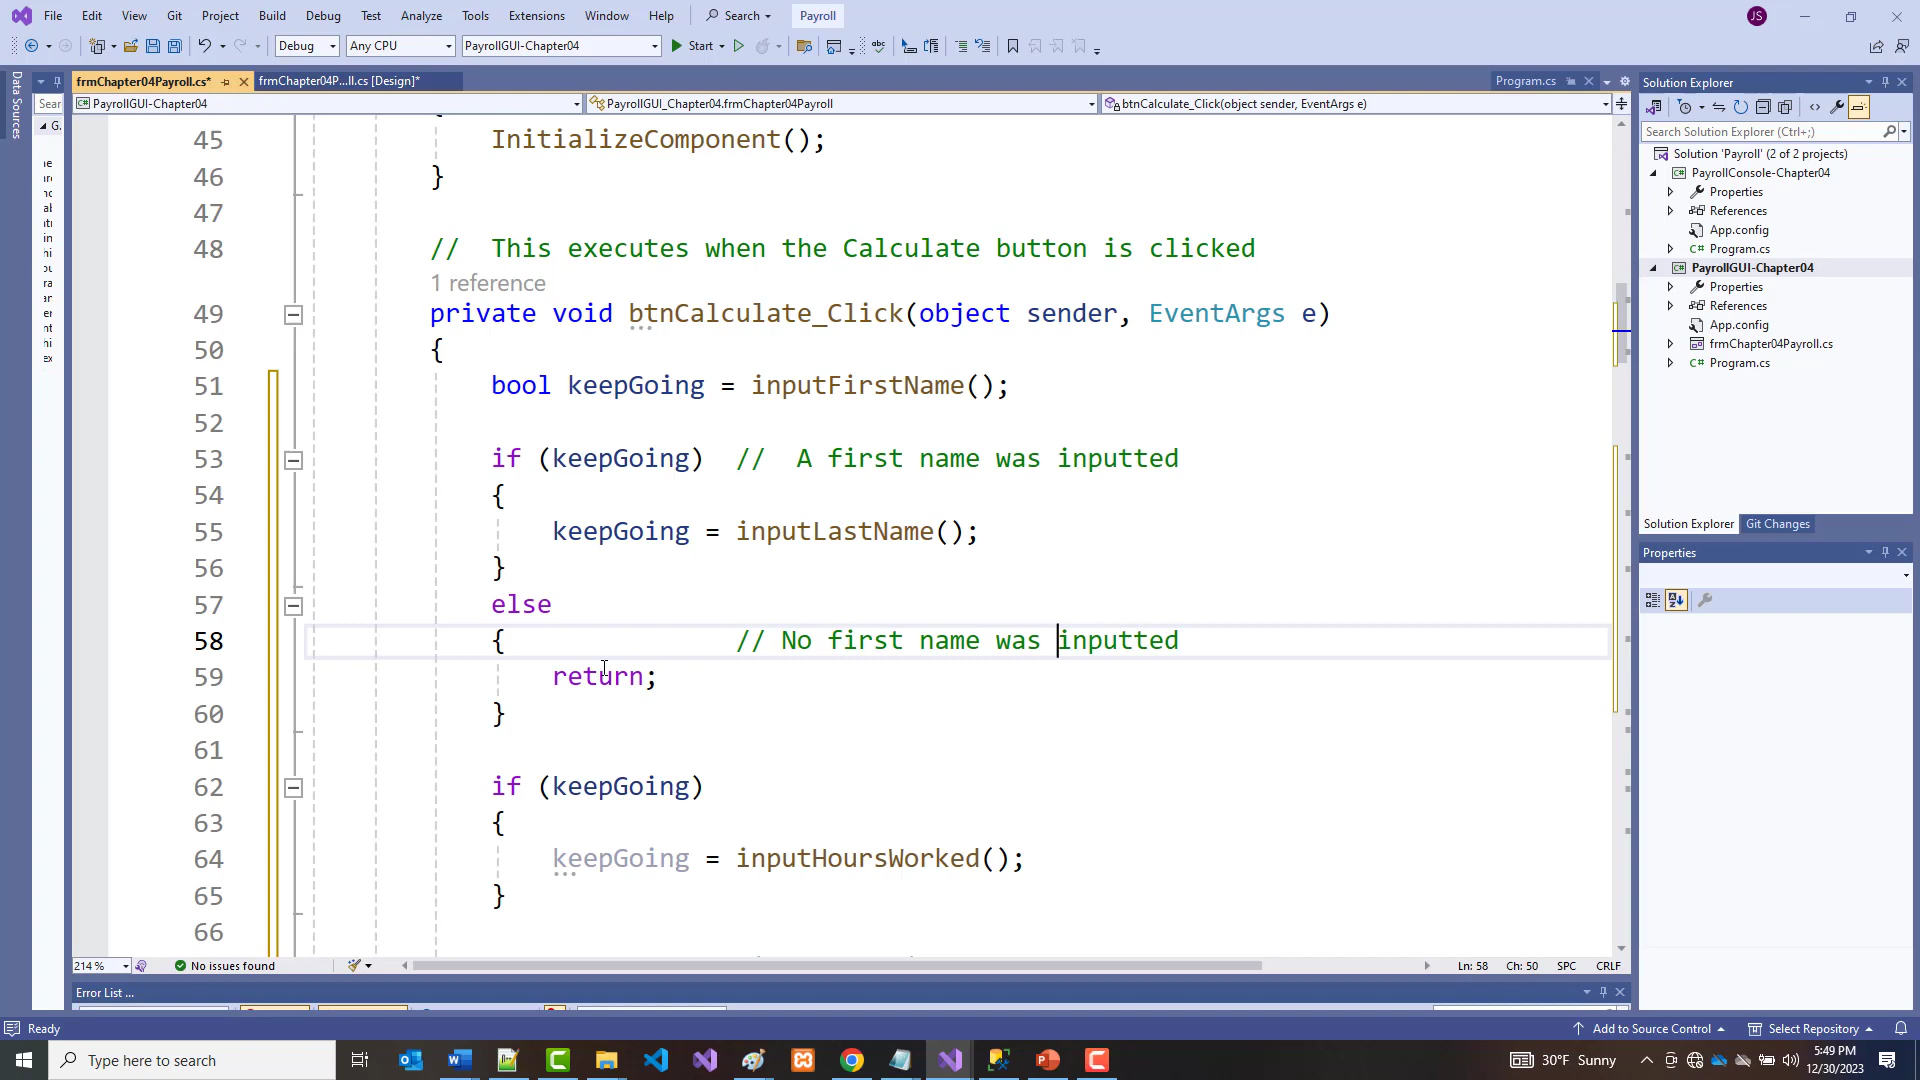 File Edit View Git Project Build Debug Test Analyze Tools Extensions Window Help Search Payroll JS
Debug Any CPU PayrollGUI-Chapter04 Start
Data Sources
frmChapter04Payroll.cs* frmChapter04P...ll.cs [Design]* Program.cs
PayrollGUI-Chapter04 PayrollGUI_Chapter04.frmChapter04Payroll btnCalculate_Click(object sender, EventArgs e)
Sear
G.
45 InitializeComponent();
46 }
47
48 // This executes when the Calculate button is clicked
1 reference
49 private void btnCalculate_Click(object sender, EventArgs e)
50 {
51 bool keepGoing = inputFirstName();
52
53 if (keepGoing) // A first name was inputted
54 {
55 keepGoing = inputLastName();
56 }
57 else
58 { // No first name was inputted
59 return;
60 }
61
62 if (keepGoing)
63 {
64 keepGoing = inputHoursWorked();
65 }
66
214 % No issues found Ln: 58 Ch: 50 SPC CRLF
Error List ...
Solution Explorer
Search Solution Explorer (Ctrl+;)
Solution 'Payroll' (2 of 2 projects)
PayrollConsole-Chapter04
Properties
References
App.config
C# Program.cs
PayrollGUI-Chapter04
Properties
References
App.config
frmChapter04Payroll.cs
C# Program.cs
Solution Explorer Git Changes
Properties
Ready Add to Source Control Select Repository
Type here to search 30°F Sunny 5:49 PM
12/30/2023